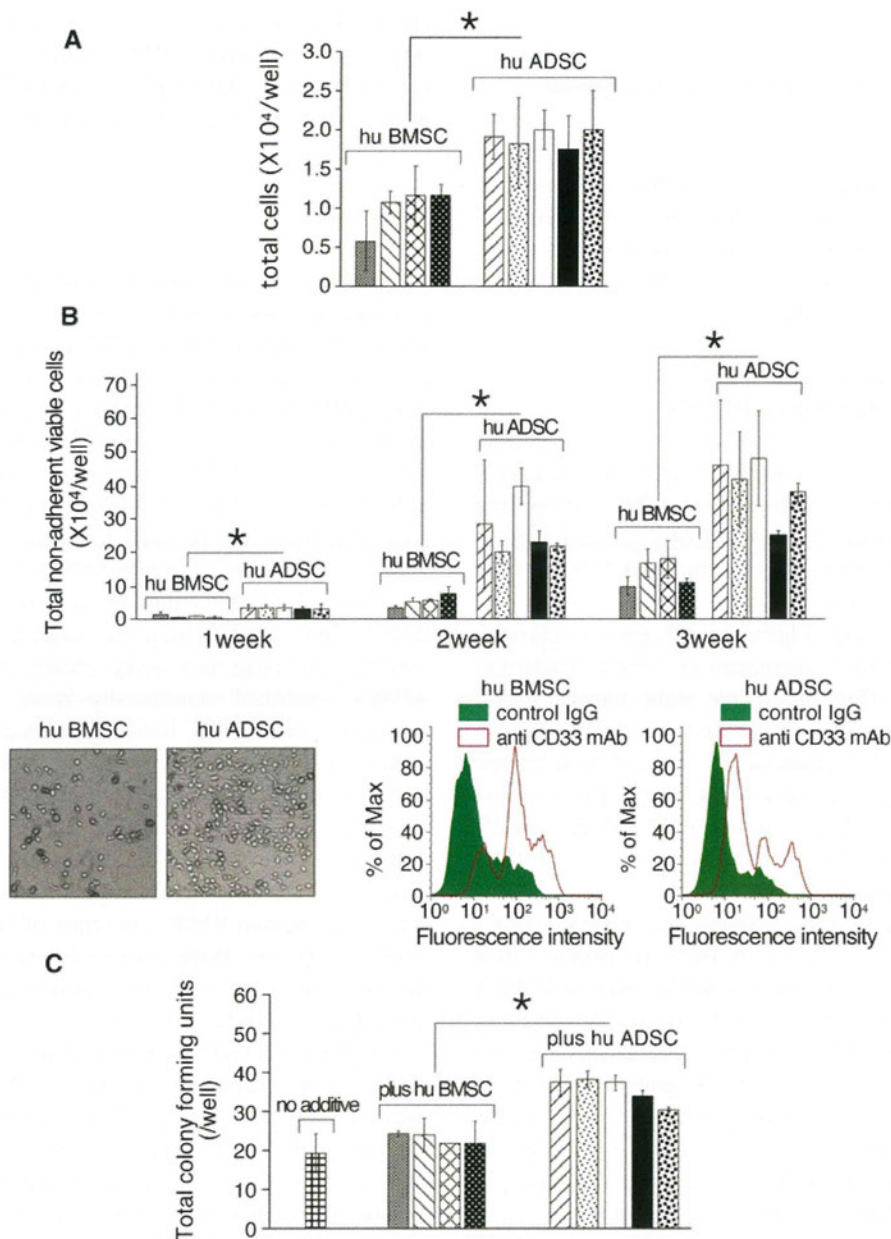 A
*
hu ADSC
hu BMSC
total cells (X10⁴/well)
3.0
2.5
2.0
1.5
1.0
0.5
0
B
Total non-adherent viable cells
(X10⁴/well)
70
60
50
40
30
20
10
0
hu BMSC
*
hu ADSC
1week
hu BMSC
*
hu ADSC
2week
hu BMSC
*
hu ADSC
3week
hu BMSC
hu ADSC
hu BMSC
control IgG
anti CD33 mAb
% of Max
100
80
60
40
20
0
10⁰ 10¹ 10² 10³ 10⁴
Fluorescence intensity
hu ADSC
control IgG
anti CD33 mAb
% of Max
100
80
60
40
20
0
10⁰ 10¹ 10² 10³ 10⁴
Fluorescence intensity
C
Total colony forming units
(/well)
60
50
40
30
20
10
0
no additive
plus hu BMSC
*
plus hu ADSC